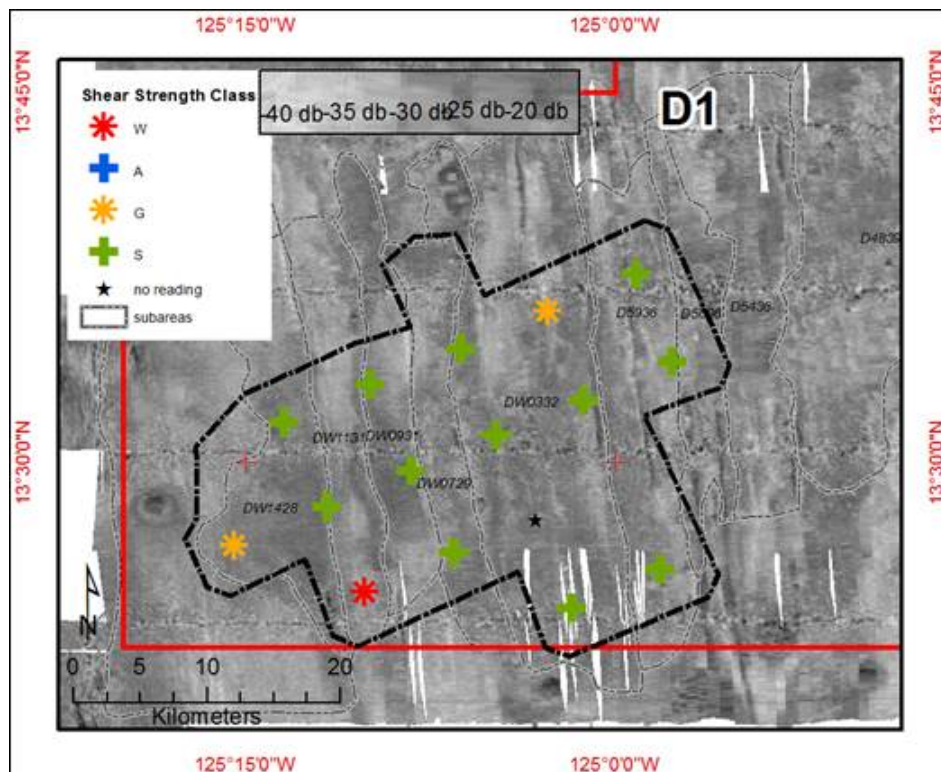 125°15'0"W
125°0'0"W
13°45'0"N
13°45'0"N
Shear Strength Class
W
A
G
S
no reading
subareas
-40 db
-35 db
-30 db
-25 db
-20 db
D1
D4839
D5936
D5436
DW0332
DW1131
DW0931
DW0729
DW1428
13°30'0"N
13°30'0"N
N
0 5 10 20
Kilometers
125°15'0"W
125°0'0"W